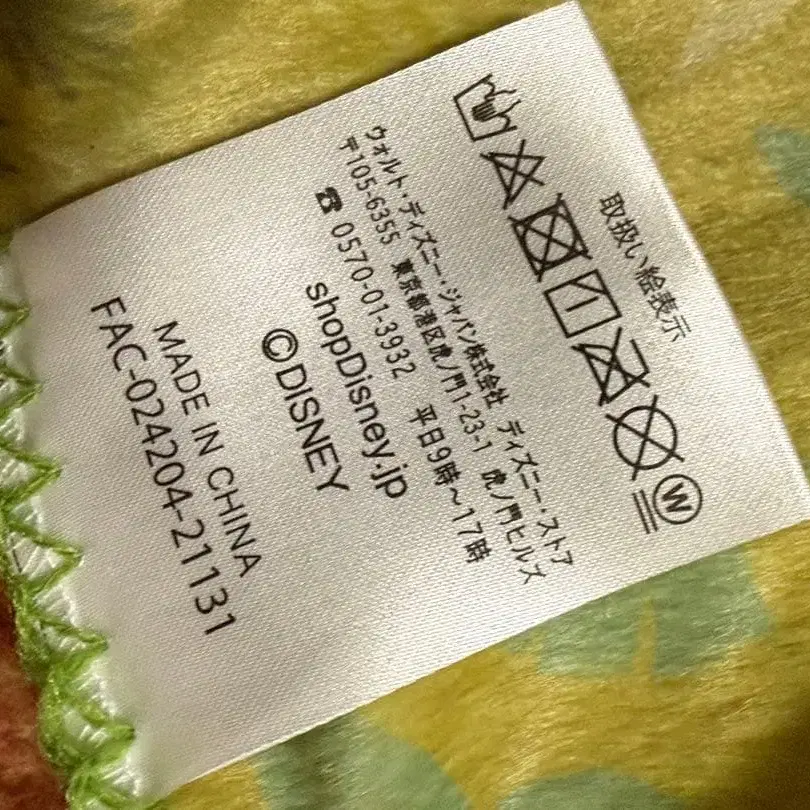 取扱い絵表示
W
ウォルト・ディズニー・ジャパン株式会社 ディズニー・ストア
〒105-6355 東京都港区虎ノ門1-23-1 虎ノ門ヒルズ
☎ 0570-01-3932 平日9時~17時
shopDisney.jp
©DISNEY
MADE IN CHINA
FAC-024204-21131